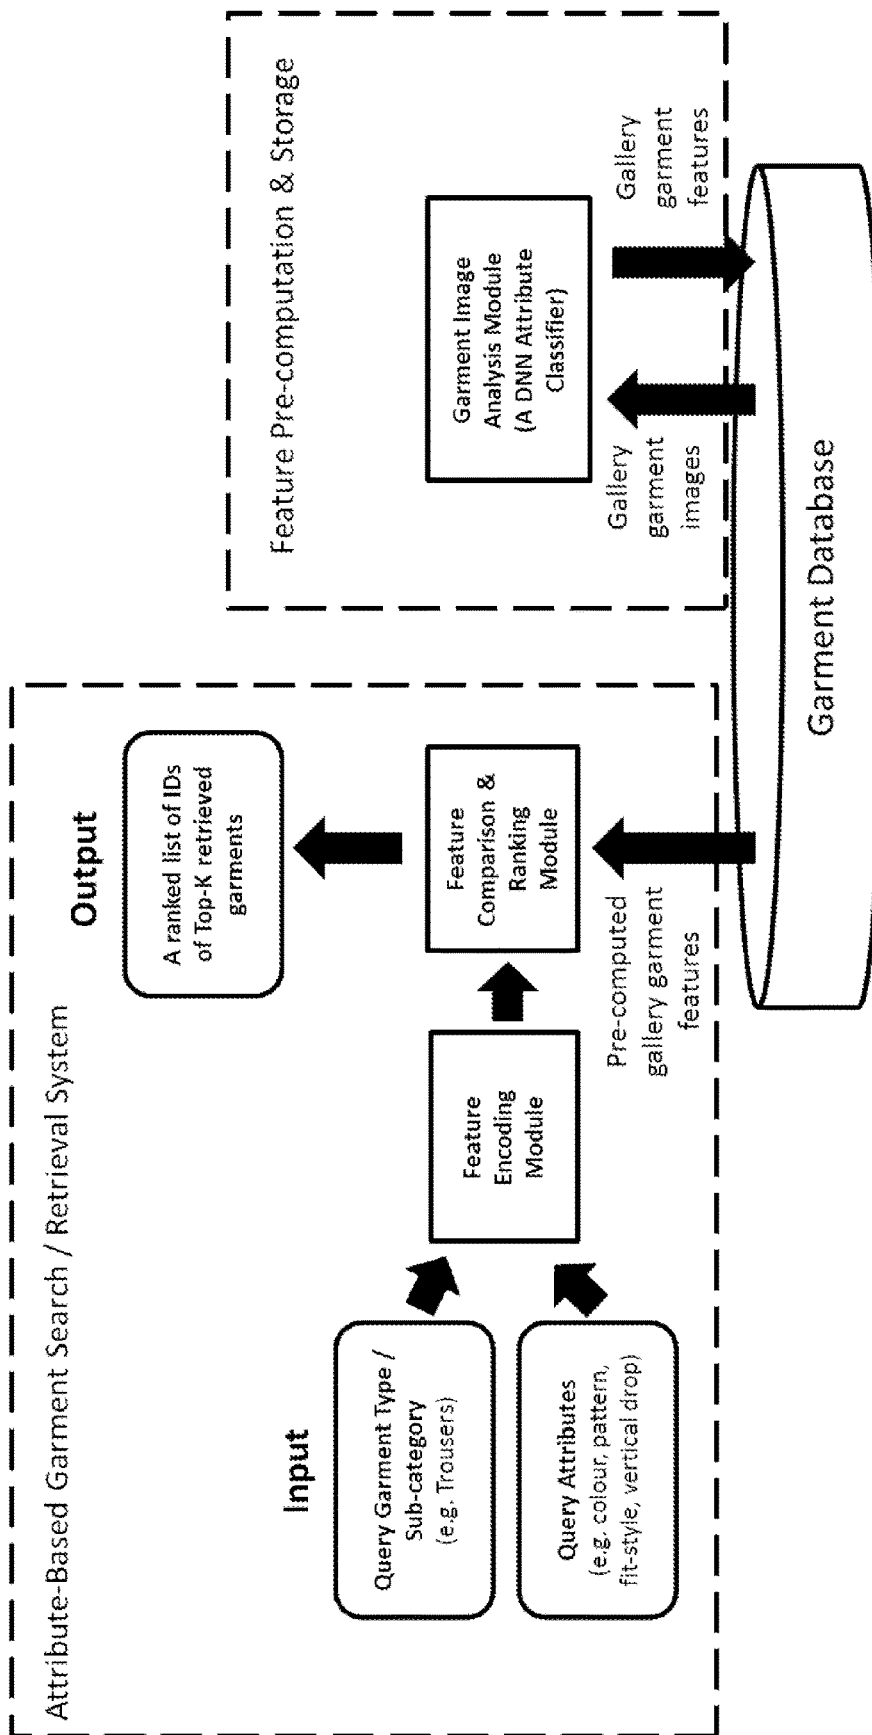 Attribute-Based Garment Search / Retrieval System
Input
Query Garment Type /
Sub-category
(e.g. Trousers)
Query Attributes
(e.g. colour, pattern,
fit-style, vertical drop)
Feature
Encoding
Module
Output
A ranked list of IDs
of Top-K retrieved
garments
Feature
Comparison &
Ranking
Module
Pre-computed
gallery garment
features
Feature Pre-computation & Storage
Garment Image
Analysis Module
(A DNN Attribute
Classifier)
Gallery
garment
images
Gallery
garment
features
Garment Database